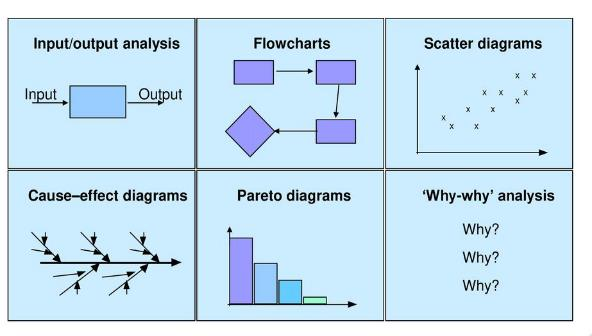 Input/output analysis
Input
Output
Flowcharts
Scatter diagrams
x x
x x x
x
x x
x
x x
Cause–effect diagrams
Pareto diagrams
‘Why-why’ analysis
Why?
Why?
Why?